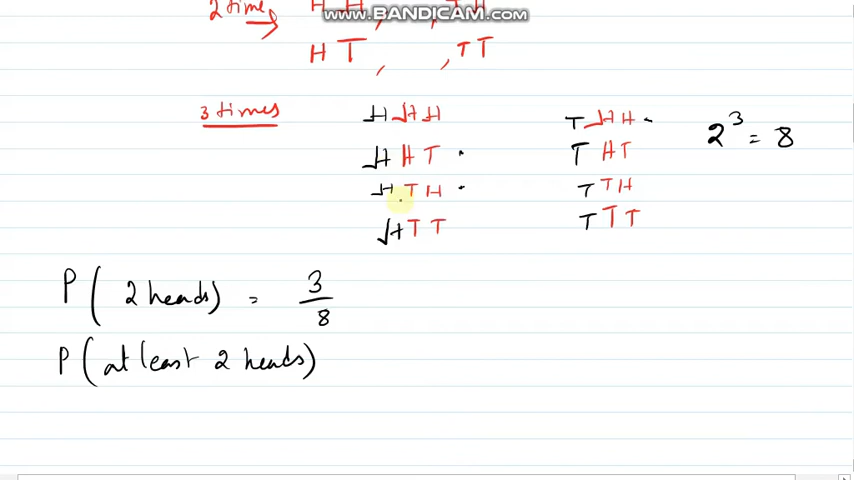 www.BANDICAM.com
2 times → H H, , T H
H T, , T T
3 times
H H H T H H 2³ = 8
H H T T H T
H T H T T H
H T T T T T
P( 2 heads) = 3/8
P( at least 2 heads)